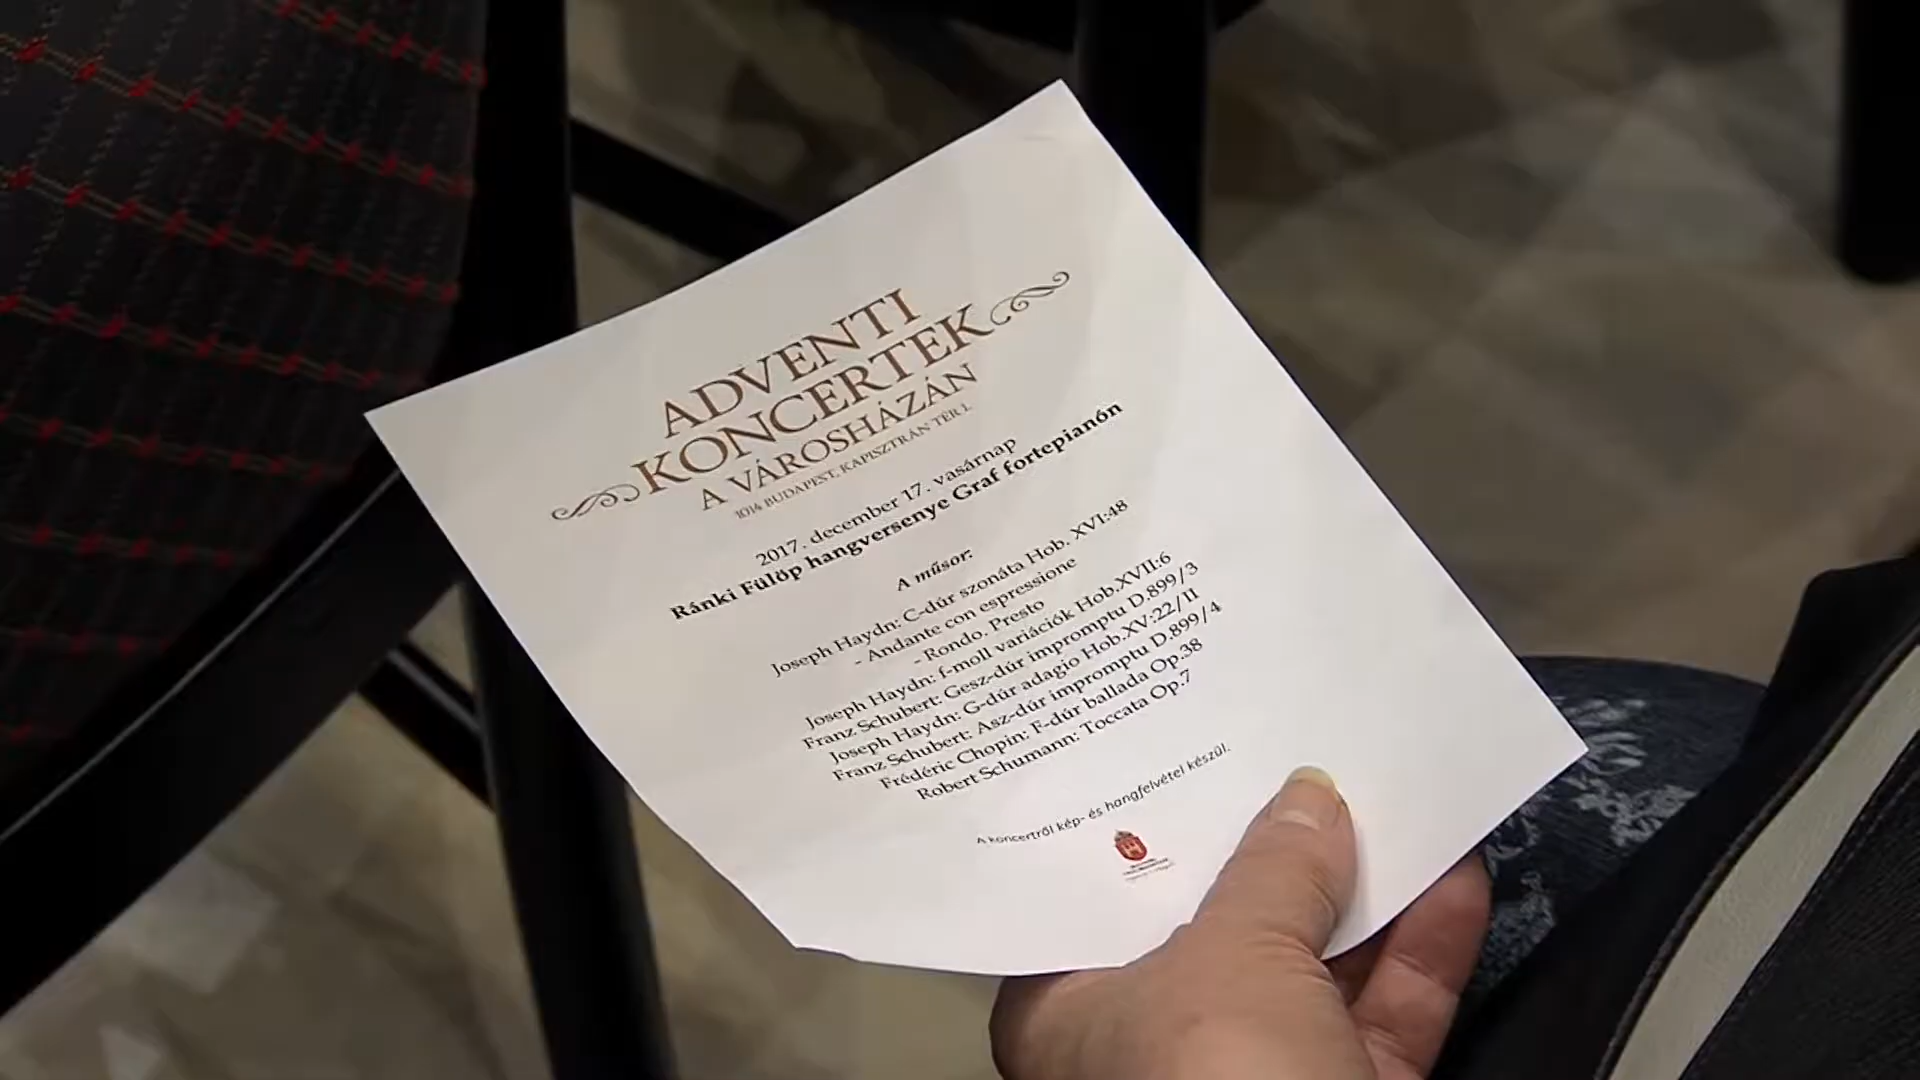 ADVENTI
KONCERTEK
A VÁROSHÁZÁN
1014 BUDAPEST, KAPISZTRÁN TÉR 1.
2017. december 17. vasárnap
Ránki Fülöp hangversenye Graf fortepianón
A műsor:
Joseph Haydn: C-dúr szonáta Hob. XVI:48
- Andante con espressione
- Rondo. Presto
Joseph Haydn: f-moll variációk Hob.XVII:6
Franz Schubert: Gesz-dúr impromptu D.899/3
Joseph Haydn: G-dúr adagio Hob.XV:22/II
Franz Schubert: Asz-dúr impromptu D.899/4
Frédéric Chopin: F-dúr ballada Op.38
Robert Schumann: Toccata Op.7
A koncertről kép- és hangfelvétel készül.